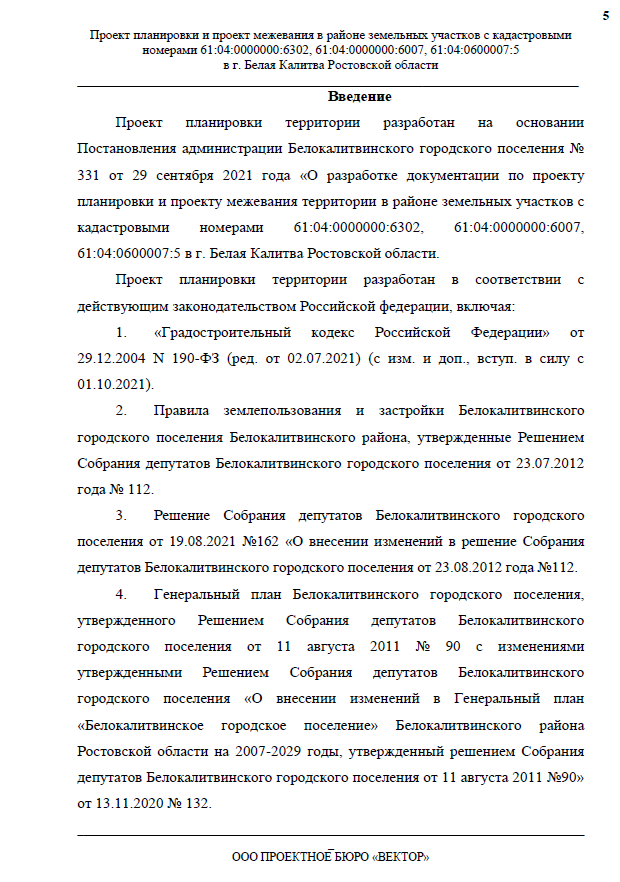 5
Проект планировки и проект межевания в районе земельных участков с кадастровыми
номерами 61:04:0000000:6302, 61:04:0000000:6007, 61:04:0600007:5
в г. Белая Калитва Ростовской области
Введение
Проект планировки территории разработан на основании
Постановления администрации Белокалитвинского городского поселения №
331 от 29 сентября 2021 года «О разработке документации по проекту
планировки и проекту межевания территории в районе земельных участков с
кадастровыми номерами 61:04:0000000:6302, 61:04:0000000:6007,
61:04:0600007:5 в г. Белая Калитва Ростовской области.
Проект планировки территории разработан в соответствии с
действующим законодательством Российской федерации, включая:
1. «Градостроительный кодекс Российской Федерации» от
29.12.2004 N 190-ФЗ (ред. от 02.07.2021) (с изм. и доп., вступ. в силу с
01.10.2021).
2. Правила землепользования и застройки Белокалитвинского
городского поселения Белокалитвинского района, утвержденные Решением
Собрания депутатов Белокалитвинского городского поселения от 23.07.2012
года № 112.
3. Решение Собрания депутатов Белокалитвинского городского
поселения от 19.08.2021 №162 «О внесении изменений в решение Собрания
депутатов Белокалитвинского городского поселения от 23.08.2012 года №112.
4. Генеральный план Белокалитвинского городского поселения,
утвержденного Решением Собрания депутатов Белокалитвинского
городского поселения от 11 августа 2011 № 90 с изменениями
утвержденными Решением Собрания депутатов Белокалитвинского
городского поселения «О внесении изменений в Генеральный план
«Белокалитвинское городское поселение» Белокалитвинского района
Ростовской области на 2007-2029 годы, утвержденный решением Собрания
депутатов Белокалитвинского городского поселения от 11 августа 2011 №90»
от 13.11.2020 № 132.
ООО ПРОЕКТНОЕ БЮРО «ВЕКТОР»